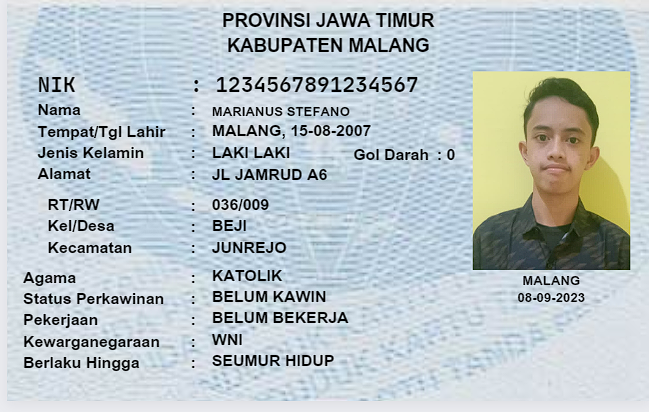 PROVINSI JAWA TIMUR
KABUPATEN MALANG
NIK : 1234567891234567
Nama : MARIANUS STEFANO
Tempat/Tgl Lahir : MALANG, 15-08-2007
Jenis Kelamin : LAKI LAKI Gol Darah : 0
Alamat : JL JAMRUD A6
RT/RW : 036/009
Kel/Desa : BEJI
Kecamatan : JUNREJO
Agama : KATOLIK
Status Perkawinan : BELUM KAWIN
Pekerjaan : BELUM BEKERJA
Kewarganegaraan : WNI
Berlaku Hingga : SEUMUR HIDUP
MALANG
08-09-2023